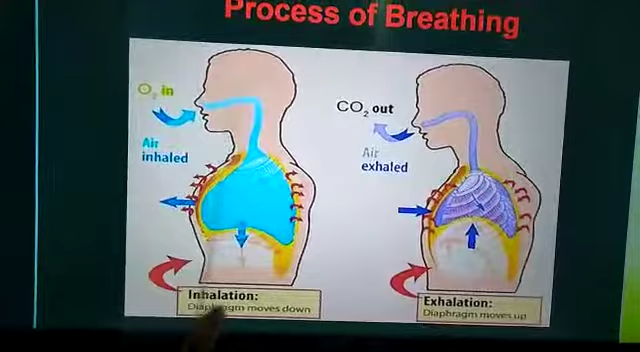 Process of Breathing
O₂ in
Air
inhaled
CO₂ out
Air
exhaled
Inhalation:
Diaphragm moves down
Exhalation:
Diaphragm moves up